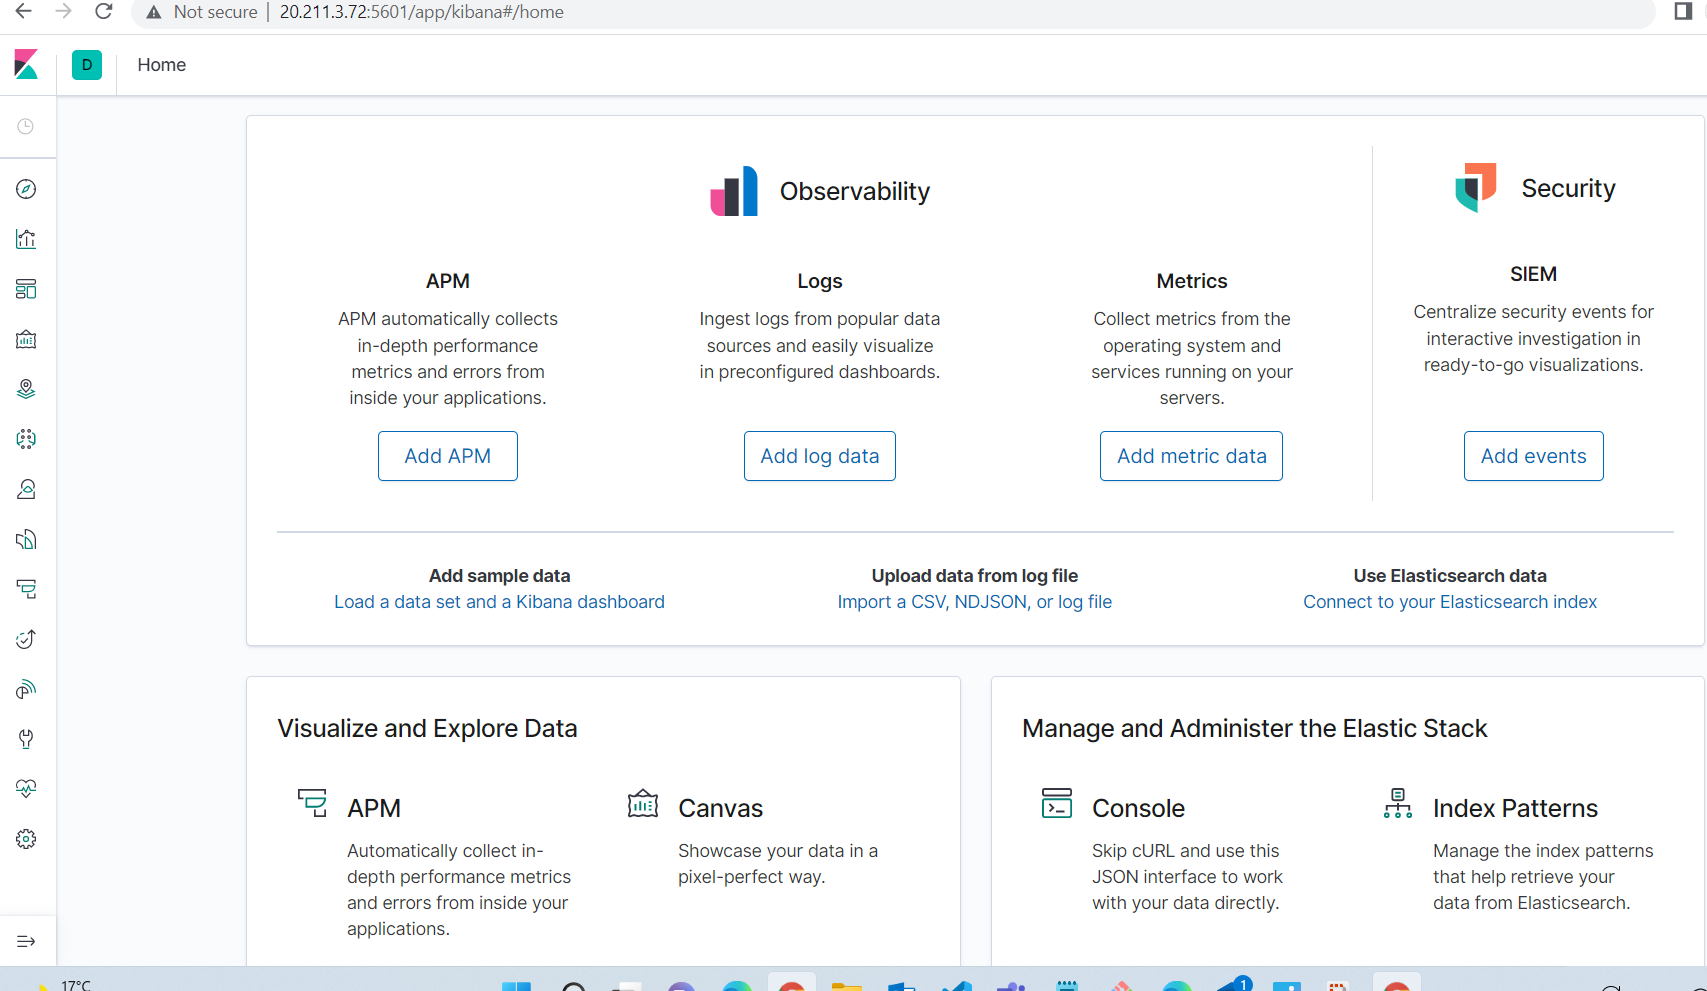 Not secure | 20.211.3.72:5601/app/kibana#/home
D Home
Observability
Security
APM
APM automatically collects
in-depth performance
metrics and errors from
inside your applications.
Add APM
Logs
Ingest logs from popular data
sources and easily visualize
in preconfigured dashboards.
Add log data
Metrics
Collect metrics from the
operating system and
services running on your
servers.
Add metric data
SIEM
Centralize security events for
interactive investigation in
ready-to-go visualizations.
Add events
Add sample data
Load a data set and a Kibana dashboard
Upload data from log file
Import a CSV, NDJSON, or log file
Use Elasticsearch data
Connect to your Elasticsearch index
Visualize and Explore Data
APM
Automatically collect in-
depth performance metrics
and errors from inside your
applications.
Canvas
Showcase your data in a
pixel-perfect way.
Manage and Administer the Elastic Stack
Console
Skip cURL and use this
JSON interface to work
with your data directly.
Index Patterns
Manage the index patterns
that help retrieve your
data from Elasticsearch.
17°C
1